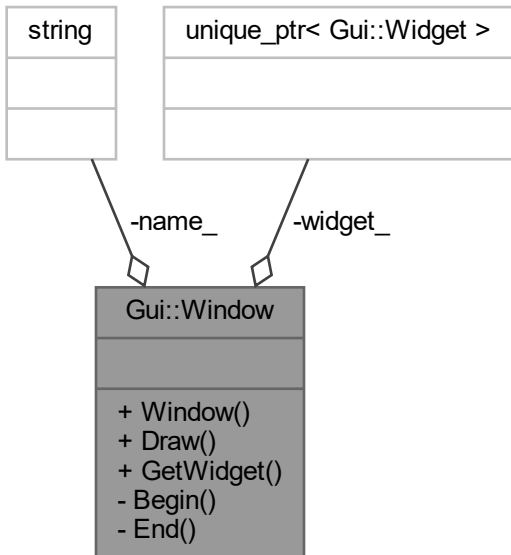 string
unique_ptr< Gui::Widget >
-name_
-widget_
Gui::Window
+ Window()
+ Draw()
+ GetWidget()
- Begin()
- End()